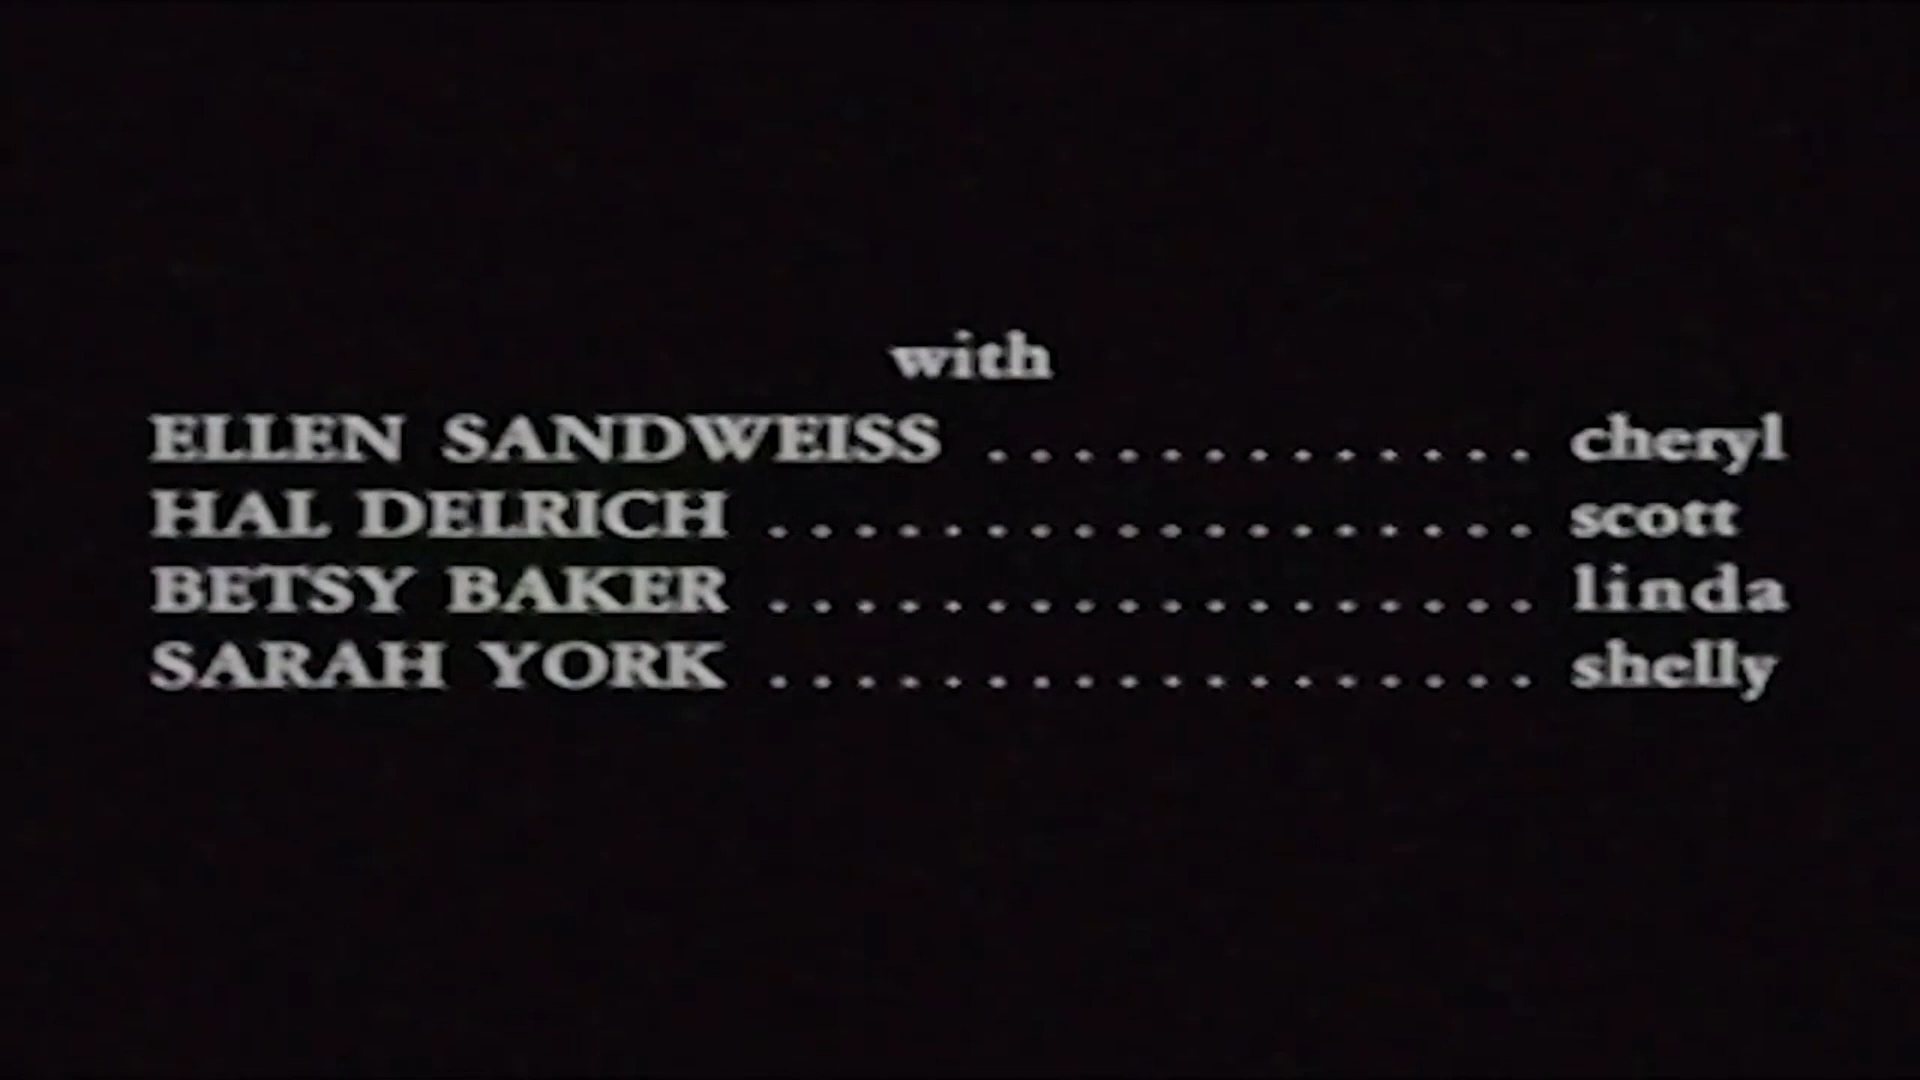 with
ELLEN SANDWEISS . . . . . . . . . . . . . cheryl
HAL DELRICH . . . . . . . . . . . . . . . . . . scott
BETSY BAKER . . . . . . . . . . . . . . . . . . linda
SARAH YORK . . . . . . . . . . . . . . . . . . shelly